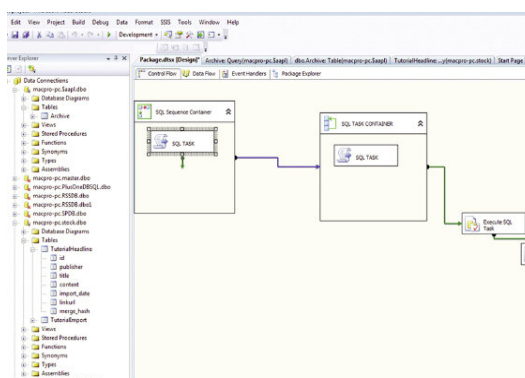 Edit View Project Build Debug Data Format SSIS Tools Window Help
Development
Package.dtsx [Design]* Archive: Query(macpro-pc.Saapl) dbo.Archive: Table(macpro-pc.Saapl) TutorialHeadline...y(macpro-pc.stock) Start Page
Control Flow Data Flow Event Handlers Package Explorer
Data Connections
macpro-pc.Saapl.dbo
Database Diagrams
Tables
Archive
Views
Stored Procedures
Functions
Synonyms
Types
Assemblies
macpro-pc.master.dbo
macpro-pc.PlusOneDBSQL.dbo
macpro-pc.RSSDB.dbo
macpro-pc.RSSDB.dbo1
macpro-pc.SPDB.dbo
macpro-pc.stock.dbo
Database Diagrams
Tables
TutorialHeadline
id
publisher
title
content
import_date
linkurl
merge_hash
TutorialImport
Views
Stored Procedures
Functions
Synonyms
Types
Assemblies
SQL Sequence Container
SQL TASK
SQL TASK CONTAINER
SQL TASK
Execute SQL
Task